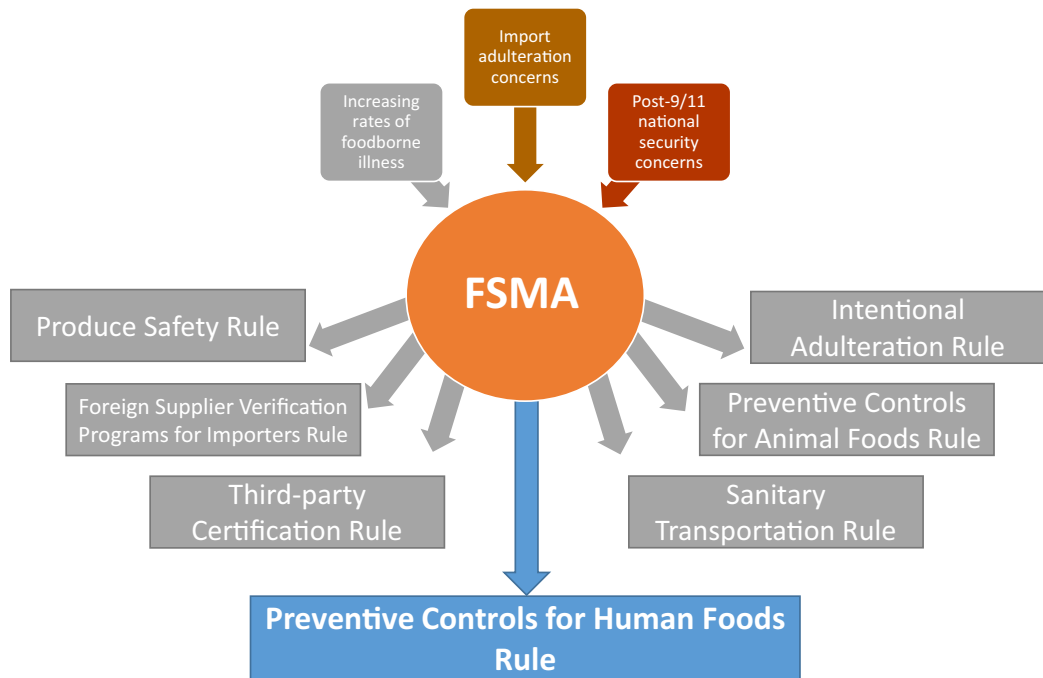 Import
adulteration
concerns
Increasing
rates of
foodborne
illness
Post-9/11
national
security
concerns
FSMA
Produce Safety Rule
Intentional
Adulteration Rule
Foreign Supplier Verification
Programs for Importers Rule
Preventive Controls
for Animal Foods Rule
Third-party
Certification Rule
Sanitary
Transportation Rule
Preventive Controls for Human Foods
Rule